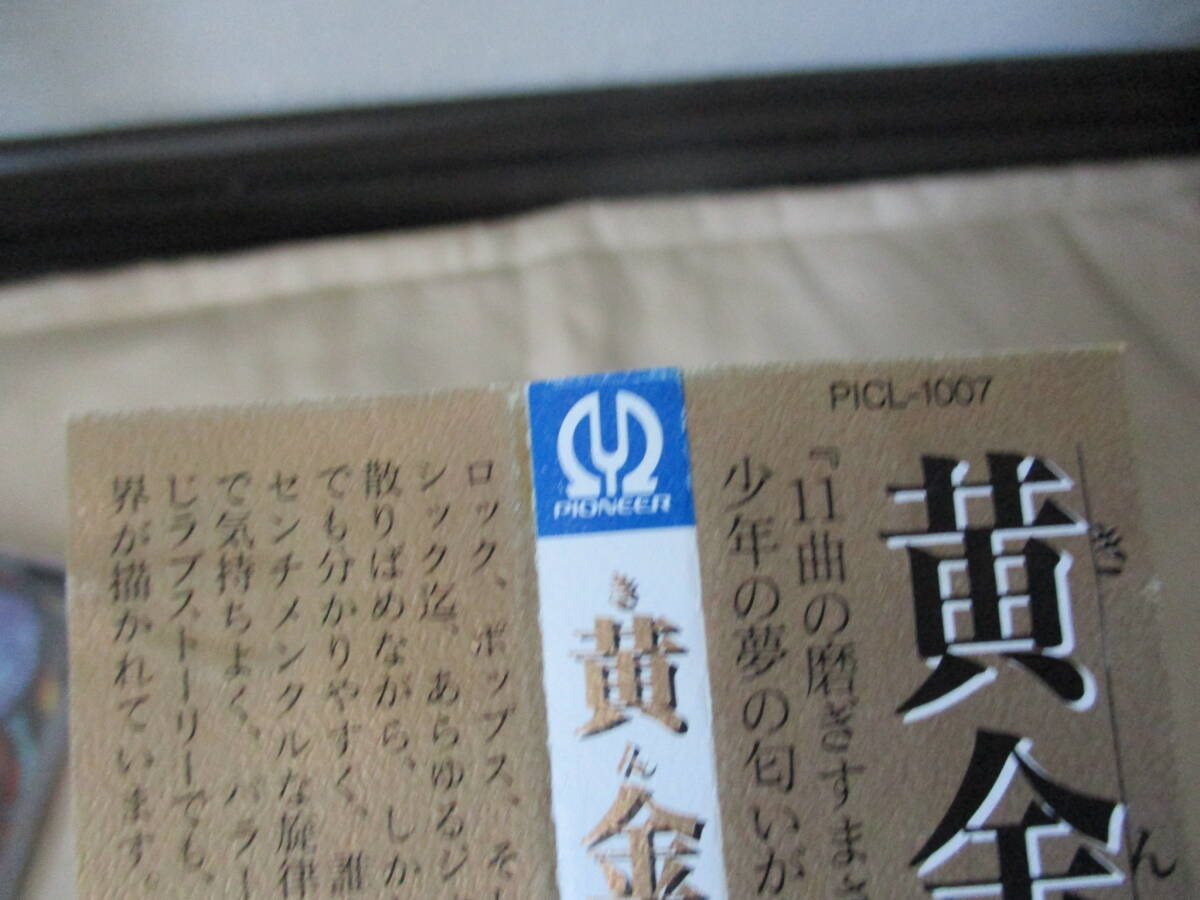 PICL-1007
黄金
きん
『11曲の磨きすまさ
少年の夢の匂いが
PIONEER
黄金
きん
ロック、ポップス、そ
シック迄、あらゆるジ
散りばめながら、しか
でも分かりやすく、誰
センチメンタルな旋律
で気持ちよく、バラー
じラブストーリーでも、
界が描かれています。